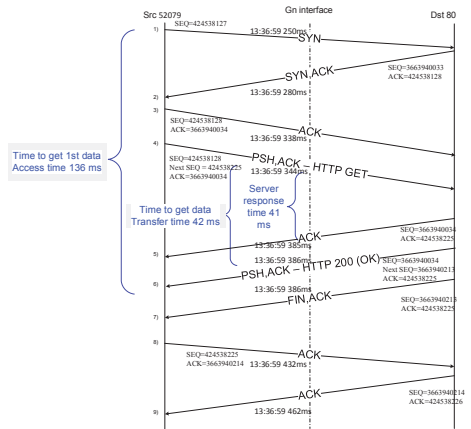 Src 52079
Gn interface
Dst 80
1)
SEQ=424538127
13:36:59 250ms
SYN
SEQ=3663940033
ACK=424538128
SYN,ACK
13:36:59 280ms
2)
3)
SEQ=424538128
ACK=3663940034
ACK
13:36:59 338ms
4)
Time to get 1st data
Access time 136 ms
SEQ=424538128
Next SEQ = 424538225
ACK=3663940034
PSH,ACK – HTTP GET
13:36:59 344ms
Server
response
time 41
ms
Time to get data
Transfer time 42 ms
SEQ=3663940034
ACK=424538225
ACK
13:36:59 385ms
5)
SEQ=3663940034
Next SEQ=3663940213
ACK=424538225
13:36:59 386ms
PSH,ACK – HTTP 200 (OK)
6)
13:36:59 386ms
FIN,ACK
SEQ=3663940213
ACK=424538225
7)
8)
SEQ=424538225
ACK=3663940214
ACK
13:36:59 432ms
SEQ=3663940214
ACK=424538226
ACK
13:36:59 462ms
9)